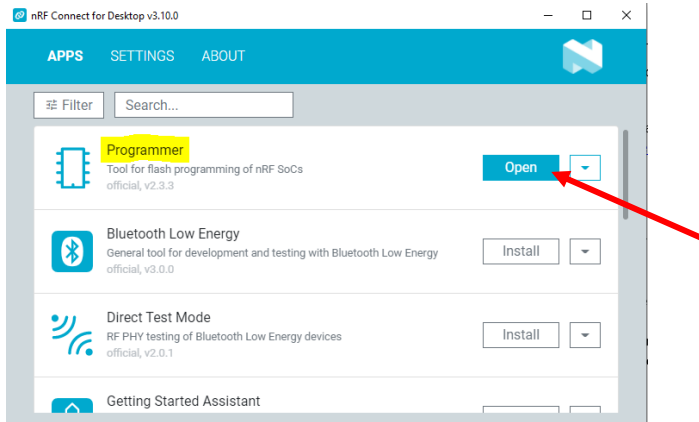 nRF Connect for Desktop v3.10.0
APPS SETTINGS ABOUT
Filter Search...
Programmer
Tool for flash programming of nRF SoCs
official, v2.3.3
Open
Bluetooth Low Energy
General tool for development and testing with Bluetooth Low Energy
official, v3.0.0
Install
Direct Test Mode
RF PHY testing of Bluetooth Low Energy devices
official, v2.0.1
Install
Getting Started Assistant